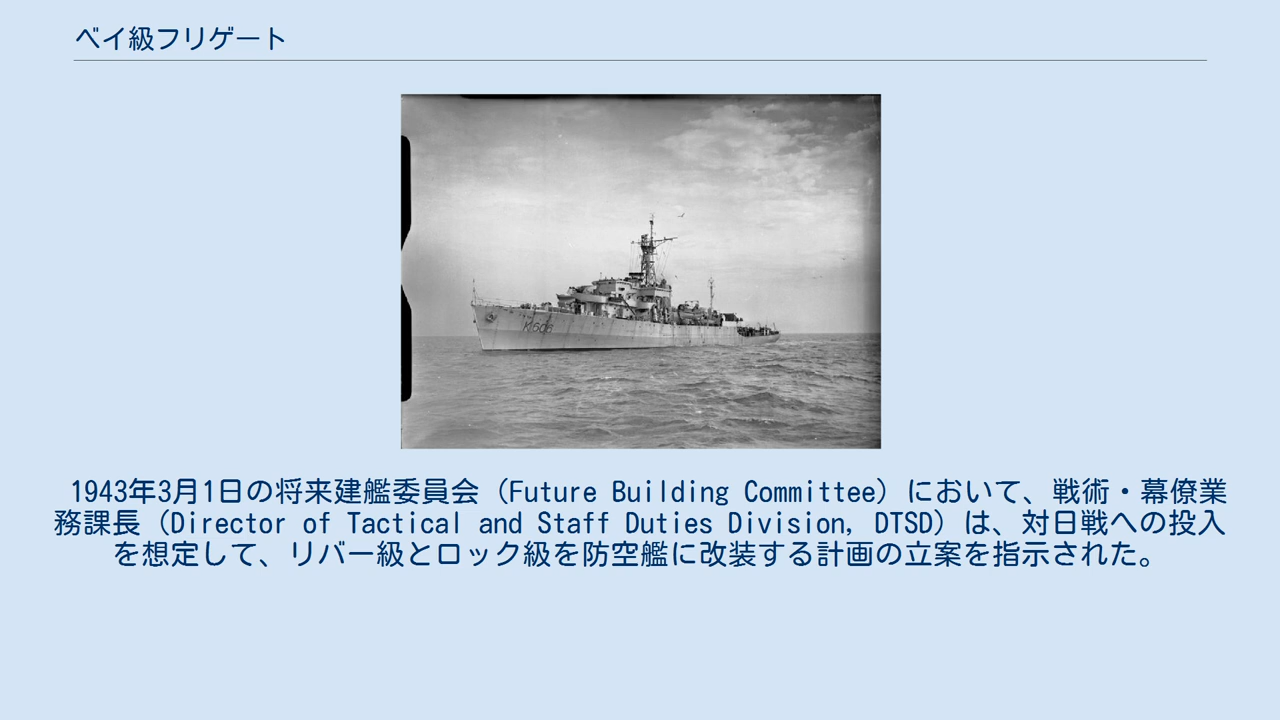 ベイ級フリゲート
K606
1943年3月1日の将来建艦委員会（Future Building Committee）において、戦術・幕僚業
務課長（Director of Tactical and Staff Duties Division, DTSD）は、対日戦への投入
を想定して、リバー級とロック級を防空艦に改装する計画の立案を指示された。